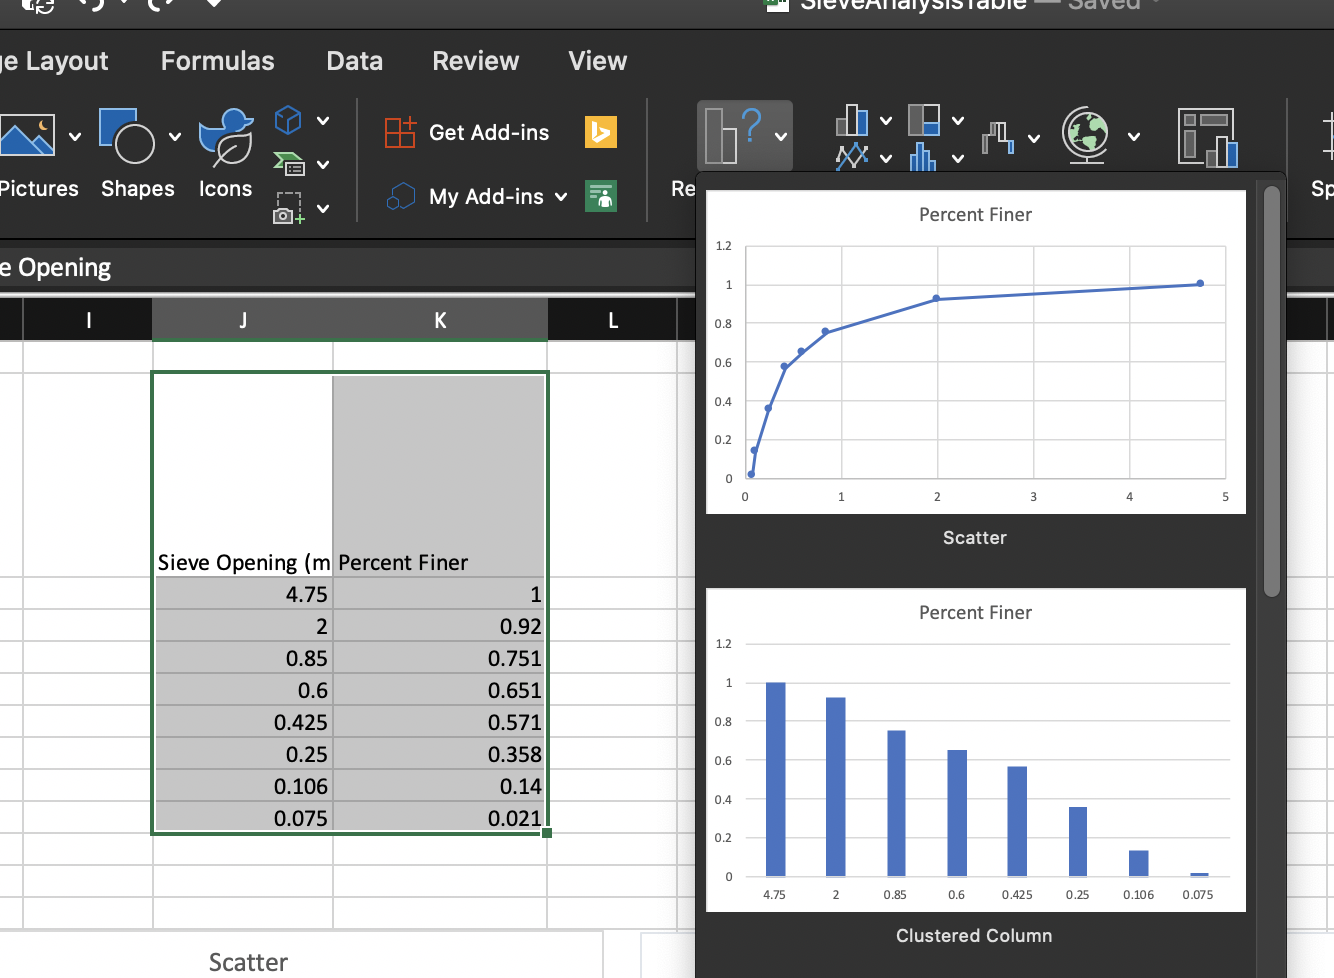 SieveAnalysisTable — Saved
ge Layout Formulas Data Review View
Get Add-ins
My Add-ins
Pictures Shapes Icons
Re
Sp
e Opening
I J K L
Sieve Opening (m Percent Finer
4.75 1
2 0.92
0.85 0.751
0.6 0.651
0.425 0.571
0.25 0.358
0.106 0.14
0.075 0.021
Scatter
Percent Finer
1.2
1
0.8
0.6
0.4
0.2
0
0 1 2 3 4 5
Scatter
Percent Finer
1.2
1
0.8
0.6
0.4
0.2
0
4.75 2 0.85 0.6 0.425 0.25 0.106 0.075
Clustered Column